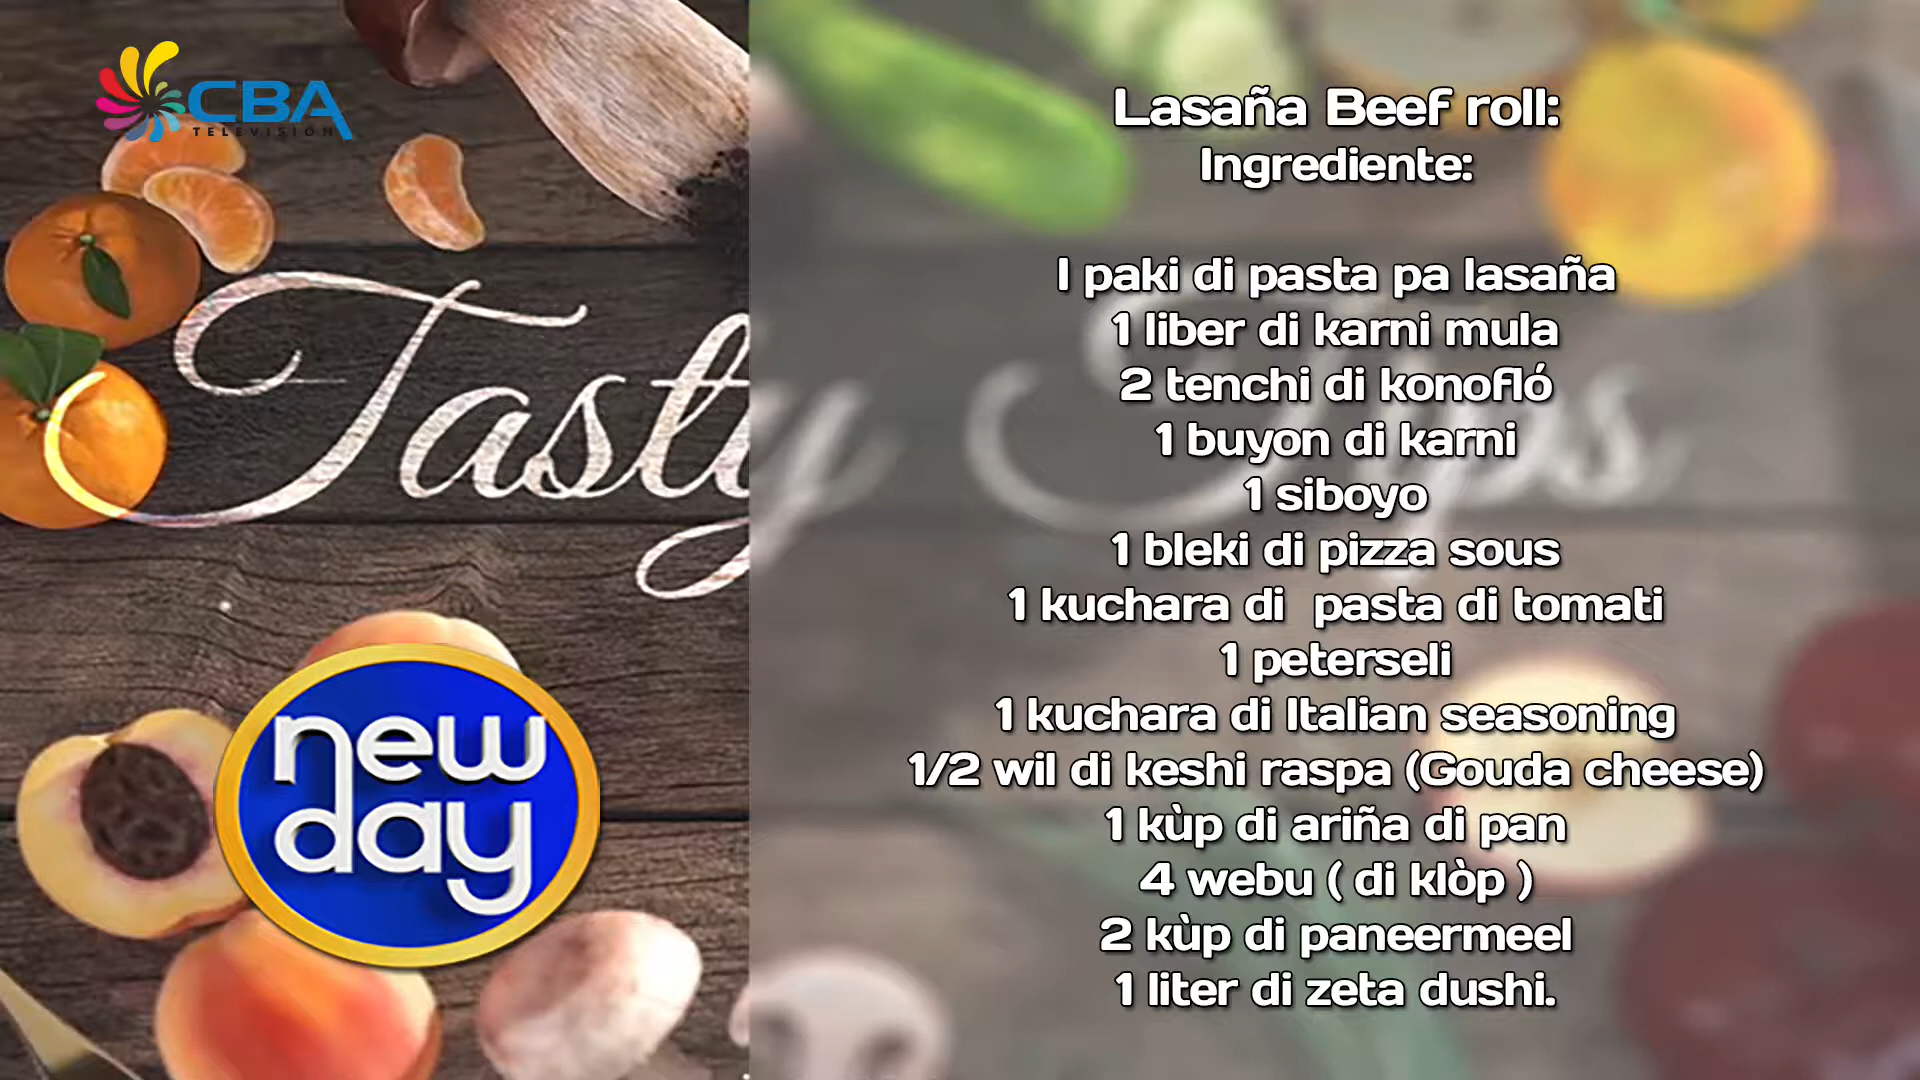 CBA
TELEVISION
Tasty Tips
new
day
Lasaña Beef roll:
Ingrediente:
1 paki di pasta pa lasaña
1 liber di karni mula
2 tenchi di konofló
1 buyon di karni
1 siboyo
1 bleki di pizza sous
1 kuchara di  pasta di tomati
1 peterseli
1 kuchara di Italian seasoning
1/2 wil di keshi raspa (Gouda cheese)
1 kùp di ariña di pan
4 webu ( di klòp )
2 kùp di paneermeel
1 liter di zeta dushi.